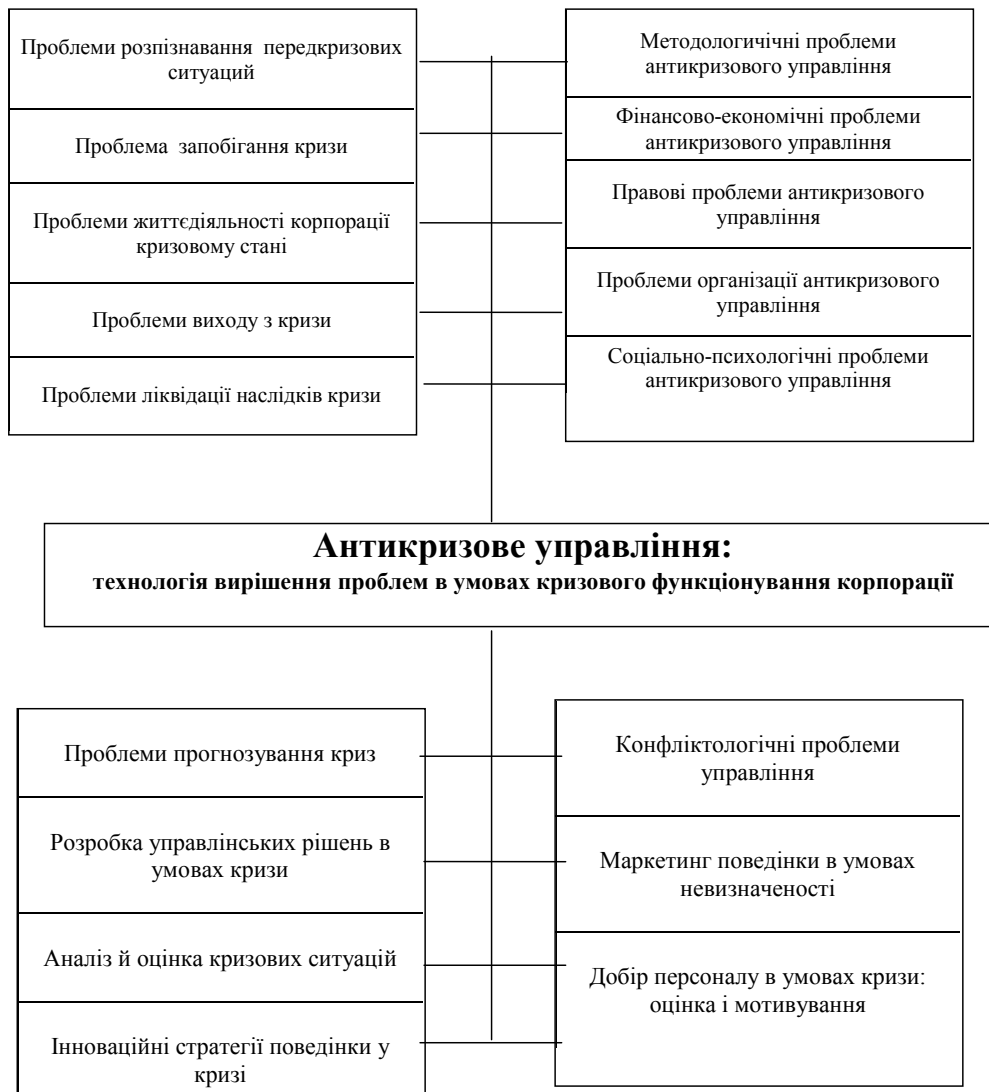 Проблеми розпізнавання передкризових
ситуаций
Проблема запобігання кризи
Проблеми життєдіяльності корпорації
кризовому стані
Проблеми виходу з кризи
Проблеми ліквідації наслідків кризи
Методологичічні проблеми
антикризового управління
Фінансово-економічні проблеми
антикризового управління
Правові проблеми антикризового
управління
Проблеми організації антикризового
управління
Соціально-психологічні проблеми
антикризового управління
Антикризове управління:
технологія вирішення проблем в умовах кризового функціонування корпорації
Проблеми прогнозування криз
Розробка управлінських рішень в
умовах кризи
Аналіз й оцінка кризових ситуацій
Інноваційні стратегії поведінки у
кризі
Конфліктологічні проблеми
управління
Маркетинг поведінки в умовах
невизначеності
Добір персоналу в умовах кризи:
оцінка і мотивування